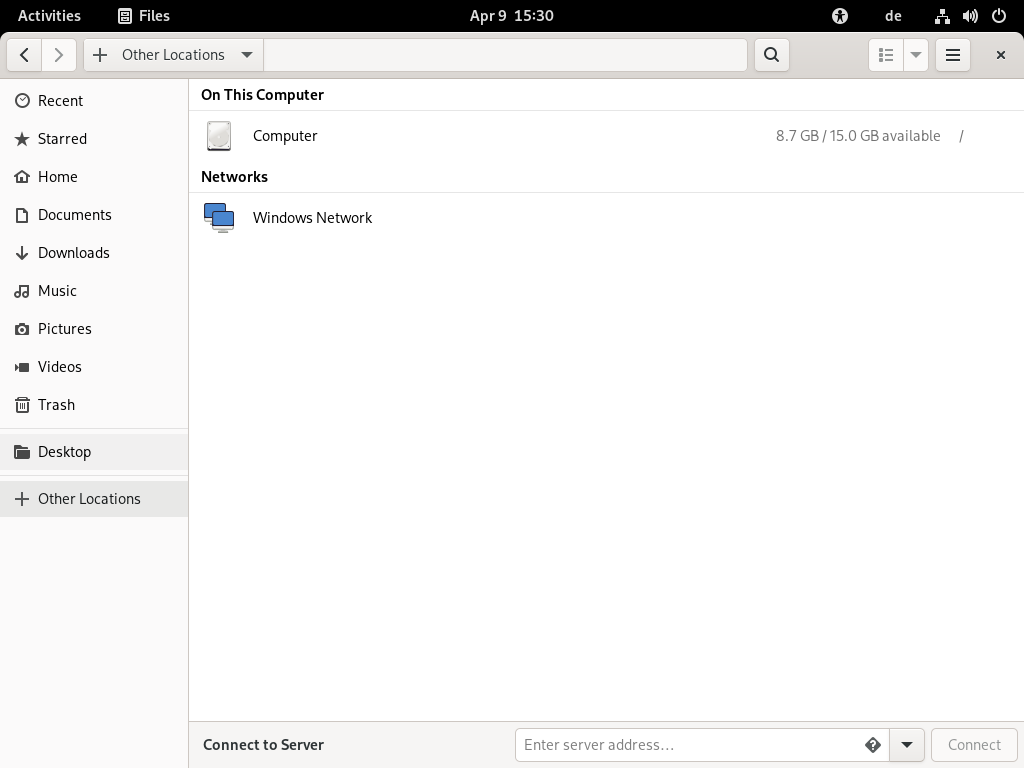 Activities
Files
Apr 9 15:30
de
Other Locations
Recent
Starred
Home
Documents
Downloads
Music
Pictures
Videos
Trash
Desktop
Other Locations
On This Computer
Computer
8.7 GB / 15.0 GB available
/
Networks
Windows Network
Connect to Server
Enter server address…
Connect